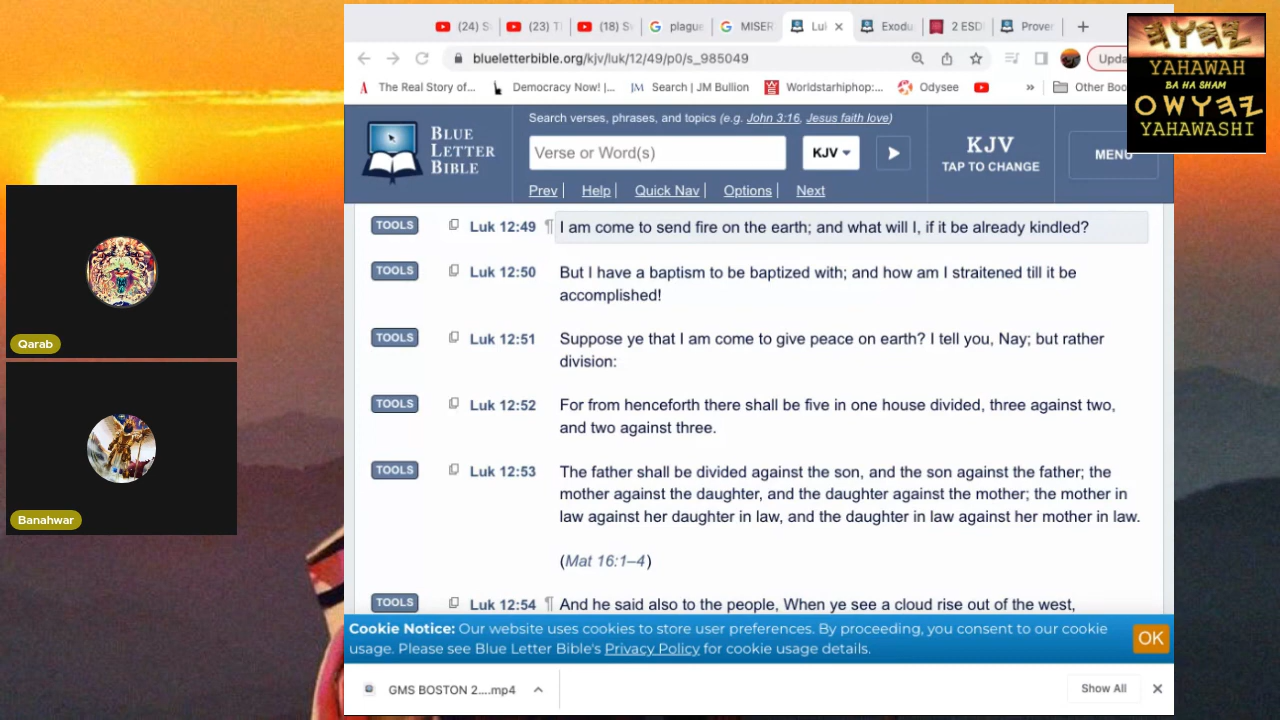 (24) S
(23) T
(18) S
plague
MISER
Lu
Exodu
2 ESD
Prover
blueletterbible.org/kjv/luk/12/49/p0/s_985049
Upda
The Real Story of...
Democracy Now! |...
JM
Search | JM Bullion
Worldstarhiphop:...
Odysee
»
Other Boo
YAHAWAH
BA HA SHAM
YAHAWASHI
BLUE
LETTER
BIBLE
Search verses, phrases, and topics (e.g. John 3:16, Jesus faith love)
Verse or Word(s)
KJV
KJV
TAP TO CHANGE
MENU
Prev | Help | Quick Nav | Options | Next
TOOLS Luk 12:49 ¶ I am come to send fire on the earth; and what will I, if it be already kindled?
TOOLS Luk 12:50 But I have a baptism to be baptized with; and how am I straitened till it be
accomplished!
TOOLS Luk 12:51 Suppose ye that I am come to give peace on earth? I tell you, Nay; but rather
division:
TOOLS Luk 12:52 For from henceforth there shall be five in one house divided, three against two,
and two against three.
TOOLS Luk 12:53 The father shall be divided against the son, and the son against the father; the
mother against the daughter, and the daughter against the mother; the mother in
law against her daughter in law, and the daughter in law against her mother in law.
(Mat 16:1–4)
TOOLS Luk 12:54 ¶ And he said also to the people, When ye see a cloud rise out of the west,
Cookie Notice: Our website uses cookies to store user preferences. By proceeding, you consent to our cookie
usage. Please see Blue Letter Bible's Privacy Policy for cookie usage details.
OK
GMS BOSTON 2....mp4
Show All
Qarab
Banahwar